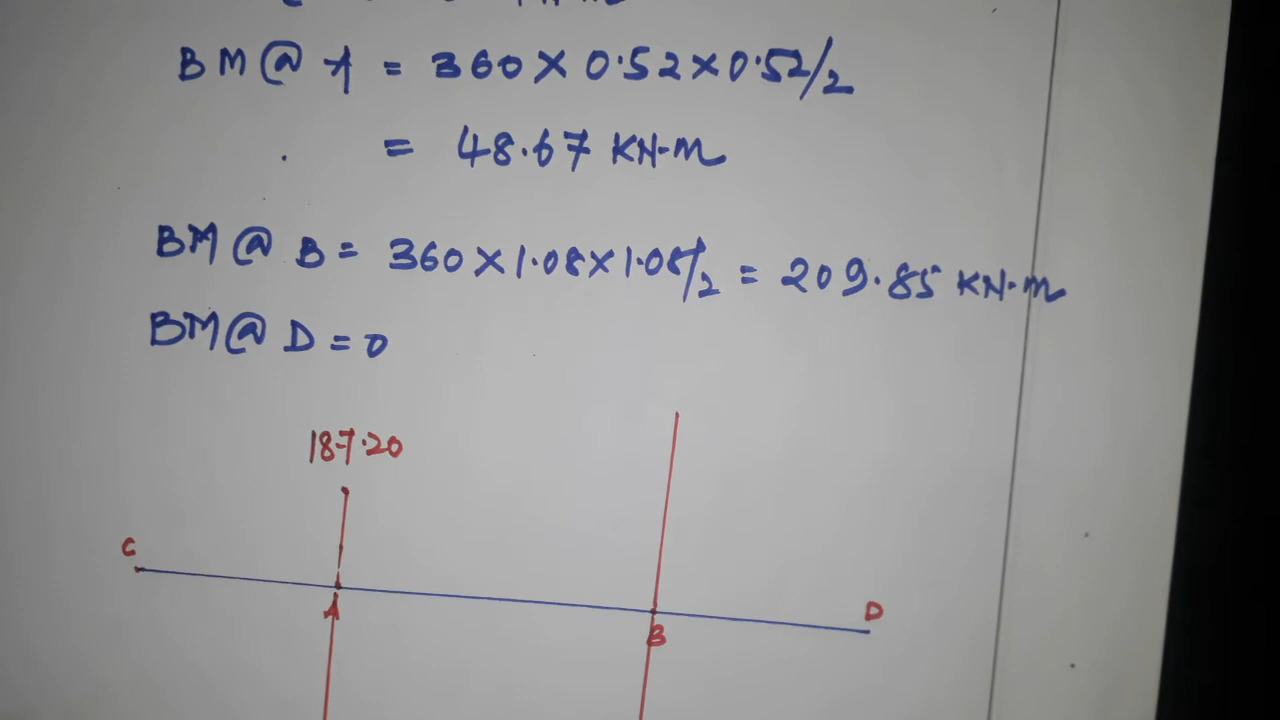 BM @ A = 360 × 0.52 × 0.52/2
= 48.67 KN-m
BM @ B = 360 × 1.08 × 1.08/2 = 209.85 KN-m
BM @ D = 0
187.20
C
A
B
D